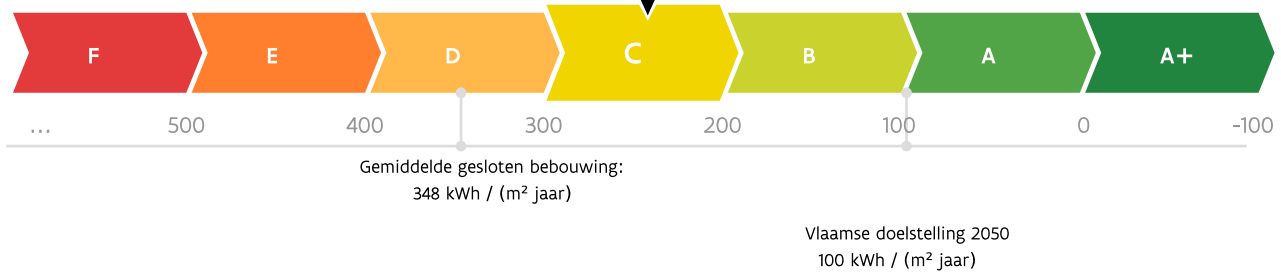 F E D C B A A+
... 500 400 300 200 100 0 -100
Gemiddelde gesloten bebouwing:
348 kWh / (m² jaar)
Vlaamse doelstelling 2050
100 kWh / (m² jaar)